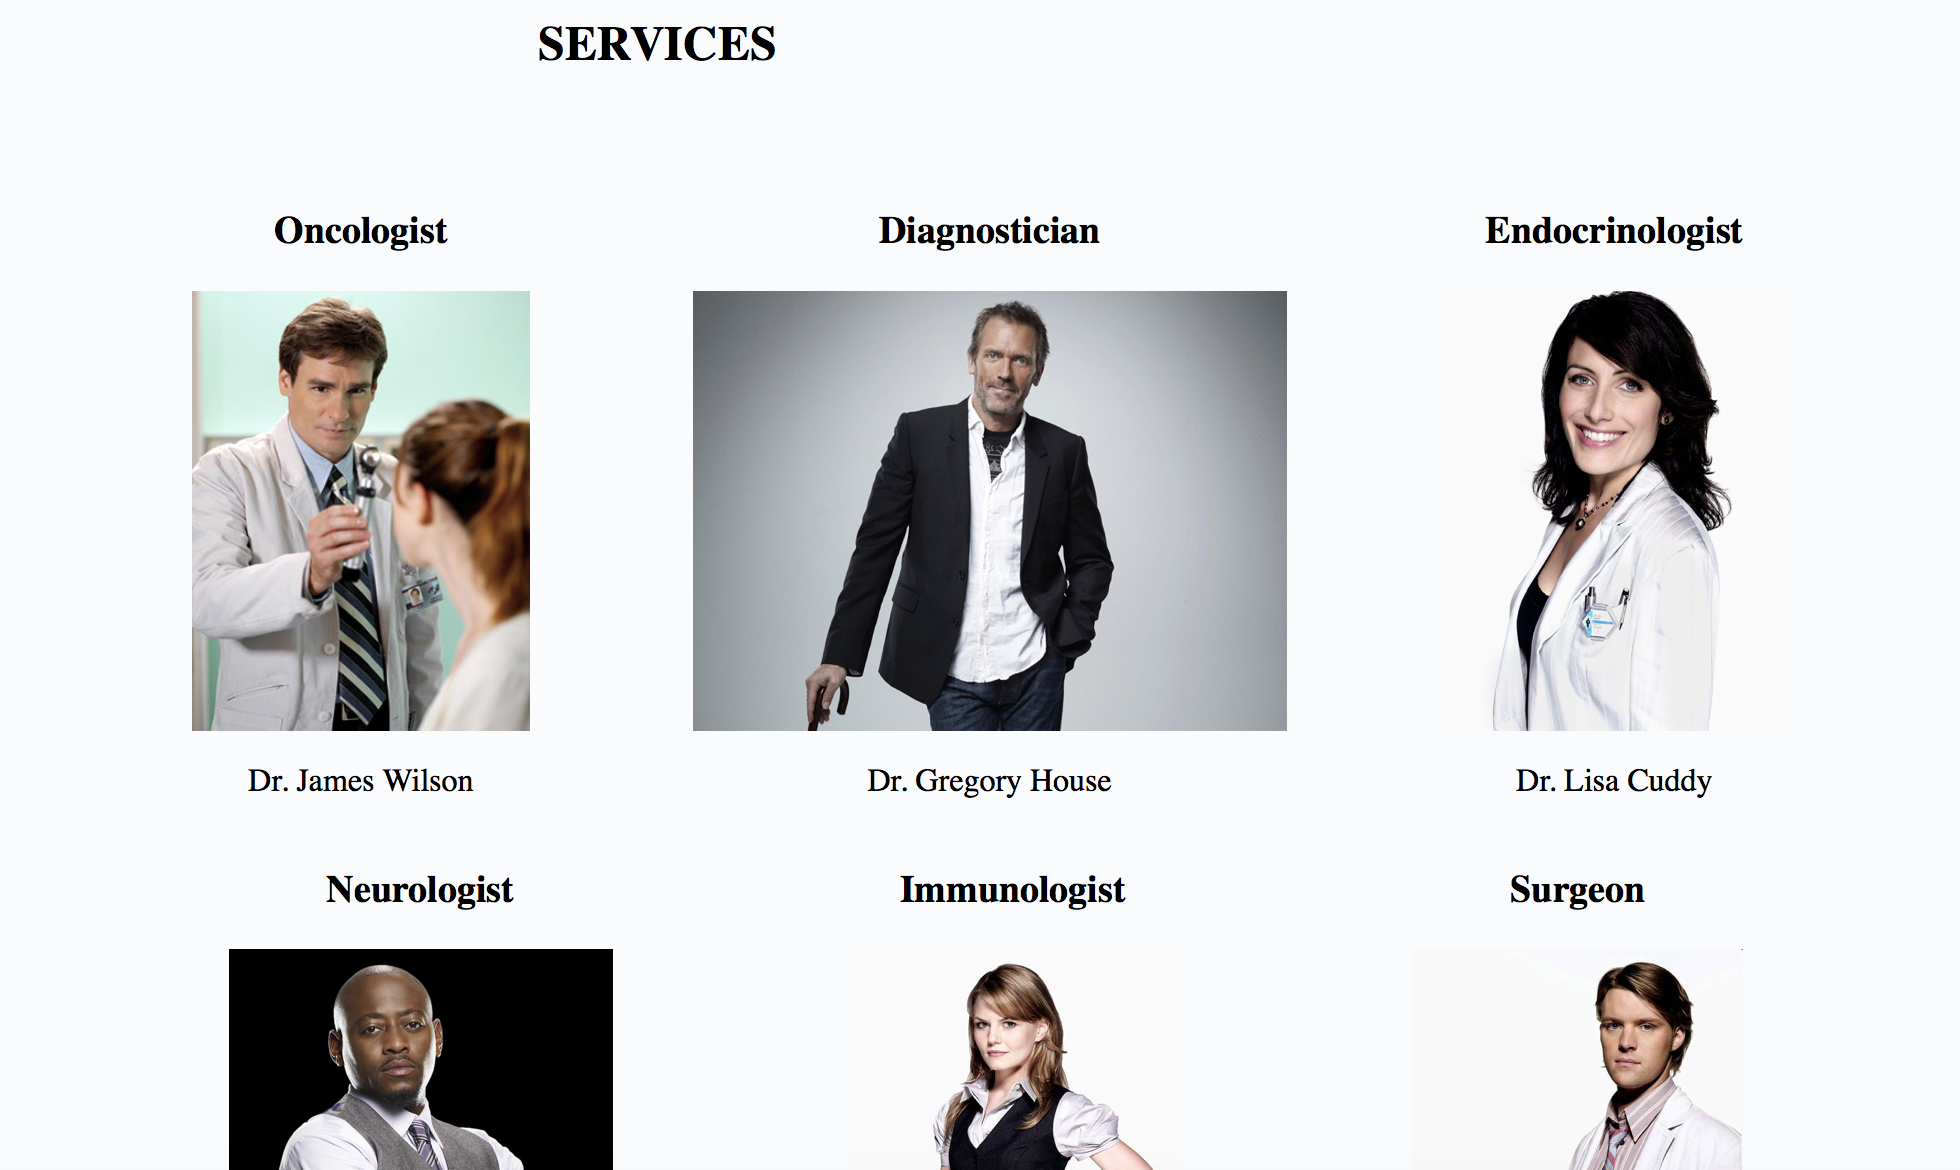 SERVICES
Oncologist
Diagnostician
Endocrinologist
Dr. James Wilson
Dr. Gregory House
Dr. Lisa Cuddy
Neurologist
Immunologist
Surgeon